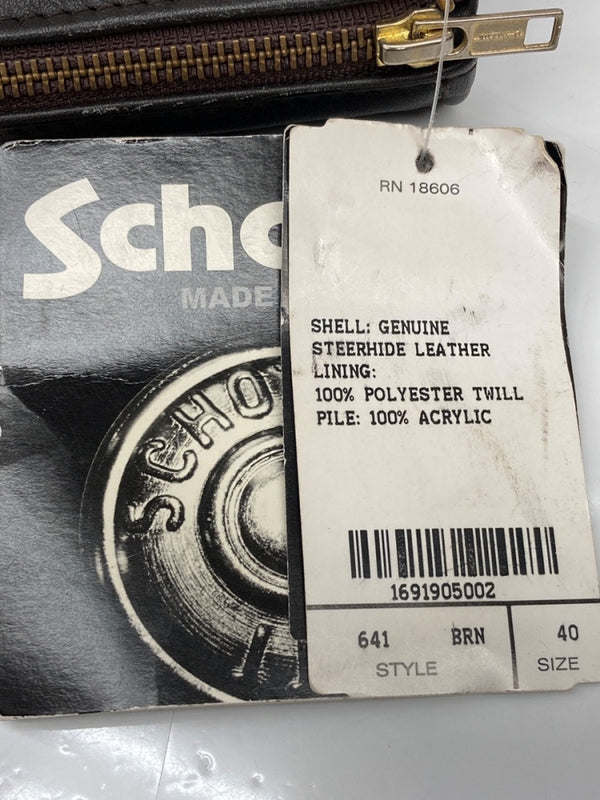 Scho
MADE
SCHO
RN 18606
SHELL: GENUINE
STEERHIDE LEATHER
LINING:
100% POLYESTER TWILL
PILE: 100% ACRYLIC
1691905002
641 BRN 40
STYLE SIZE